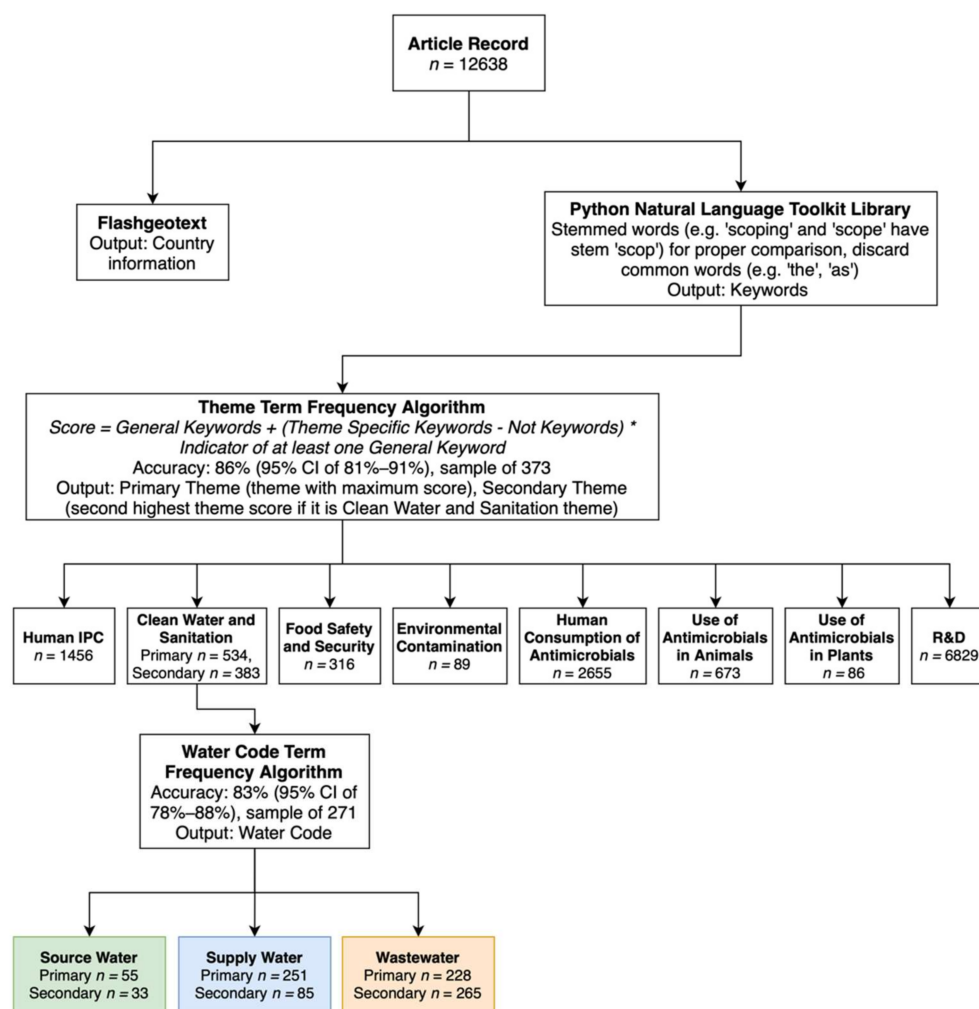 Article Record
n = 12638
Flashgeotext
Output: Country
information
Python Natural Language Toolkit Library
Stemmed words (e.g. 'scoping' and 'scope' have
stem 'scop') for proper comparison, discard
common words (e.g. 'the', 'as')
Output: Keywords
Theme Term Frequency Algorithm
Score = General Keywords + (Theme Specific Keywords - Not Keywords) *
Indicator of at least one General Keyword
Accuracy: 86% (95% CI of 81%–91%), sample of 373
Output: Primary Theme (theme with maximum score), Secondary Theme
(second highest theme score if it is Clean Water and Sanitation theme)
Human IPC
n = 1456
Clean Water and
Sanitation
Primary n = 534,
Secondary n = 383
Food Safety
and Security
n = 316
Environmental
Contamination
n = 89
Human
Consumption of
Antimicrobials
n = 2655
Use of
Antimicrobials
in Animals
n = 673
Use of
Antimicrobials
in Plants
n = 86
R&D
n = 6829
Water Code Term
Frequency Algorithm
Accuracy: 83% (95% CI of
78%–88%), sample of 271
Output: Water Code
Source Water
Primary n = 55
Secondary n = 33
Supply Water
Primary n = 251
Secondary n = 85
Wastewater
Primary n = 228
Secondary n = 265